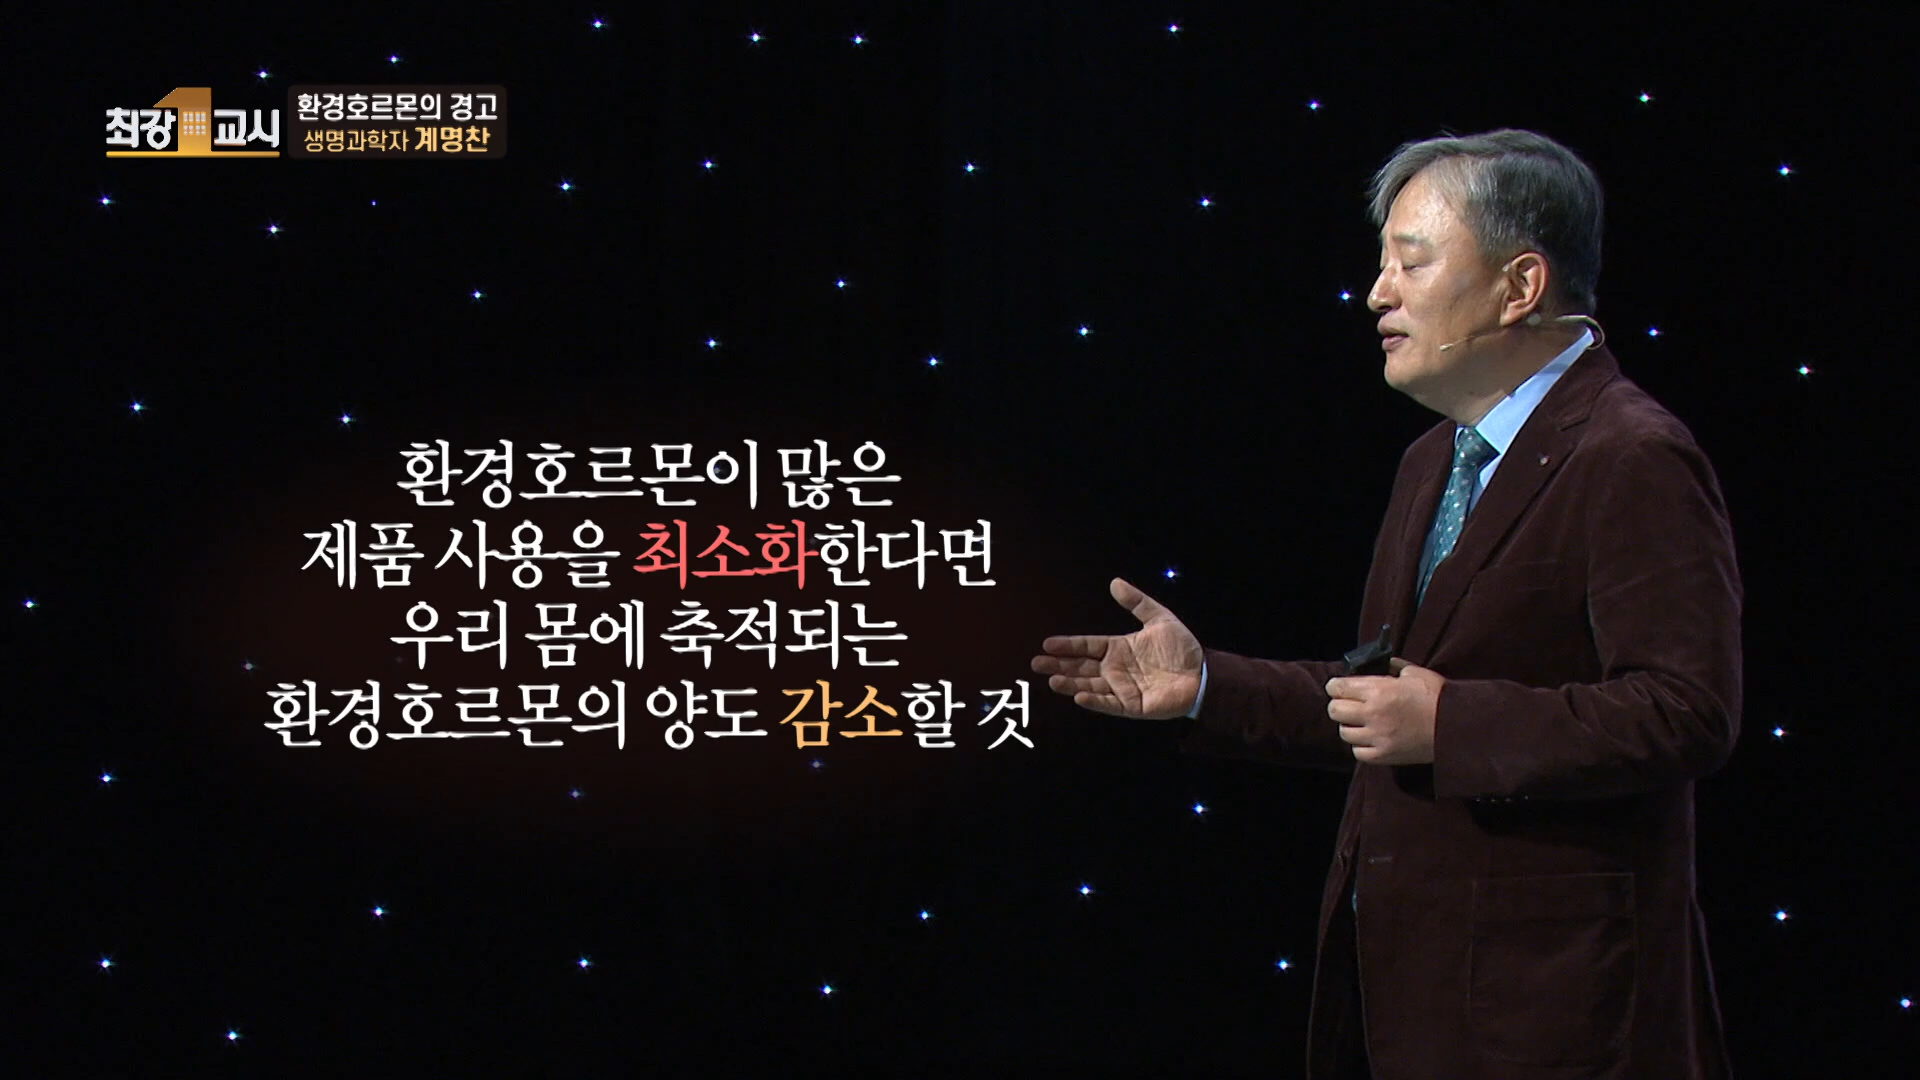 최강1교시
환경호르몬의 경고
생명과학자 계명찬
환경호르몬이 많은
제품 사용을 최소화한다면
우리 몸에 축적되는
환경호르몬의 양도 감소할 것